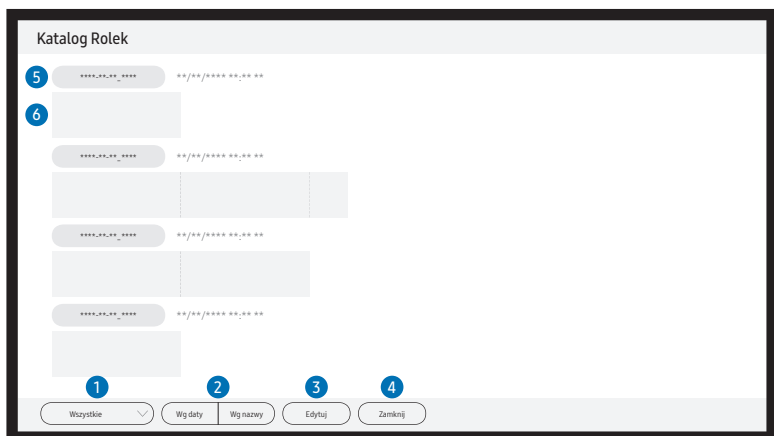 Katalog Rolek
5 ****-**-**_**** **/**/**** **:** **
6
****-**-**_**** **/**/**** **:** **
****-**-**_**** **/**/**** **:** **
****-**-**_**** **/**/**** **:** **
1 2 3 4
Wszystkie Wg daty Wg nazwy Edytuj Zamknij